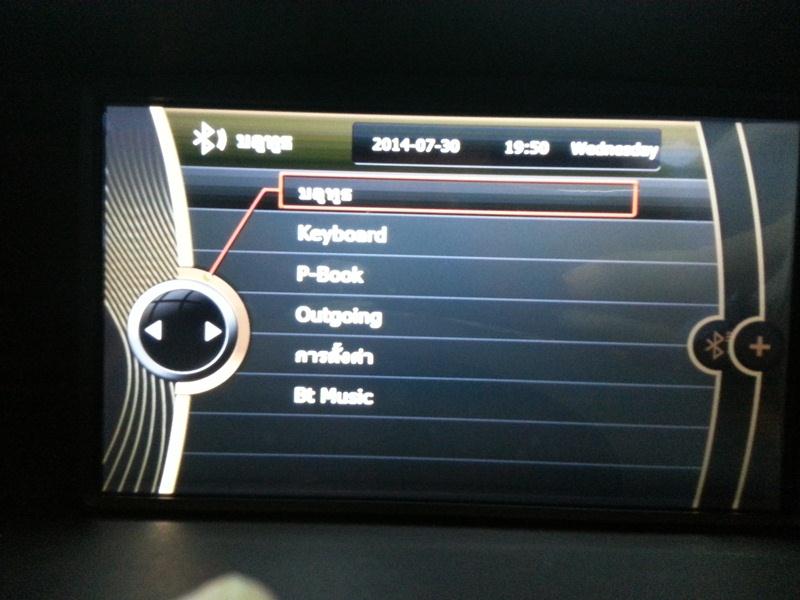 บลูทูธ 2014-07-30 19:50 Wednesday
บลูทูธ
Keyboard
P-Book
Outgoing
การตั้งค่า
Bt Music